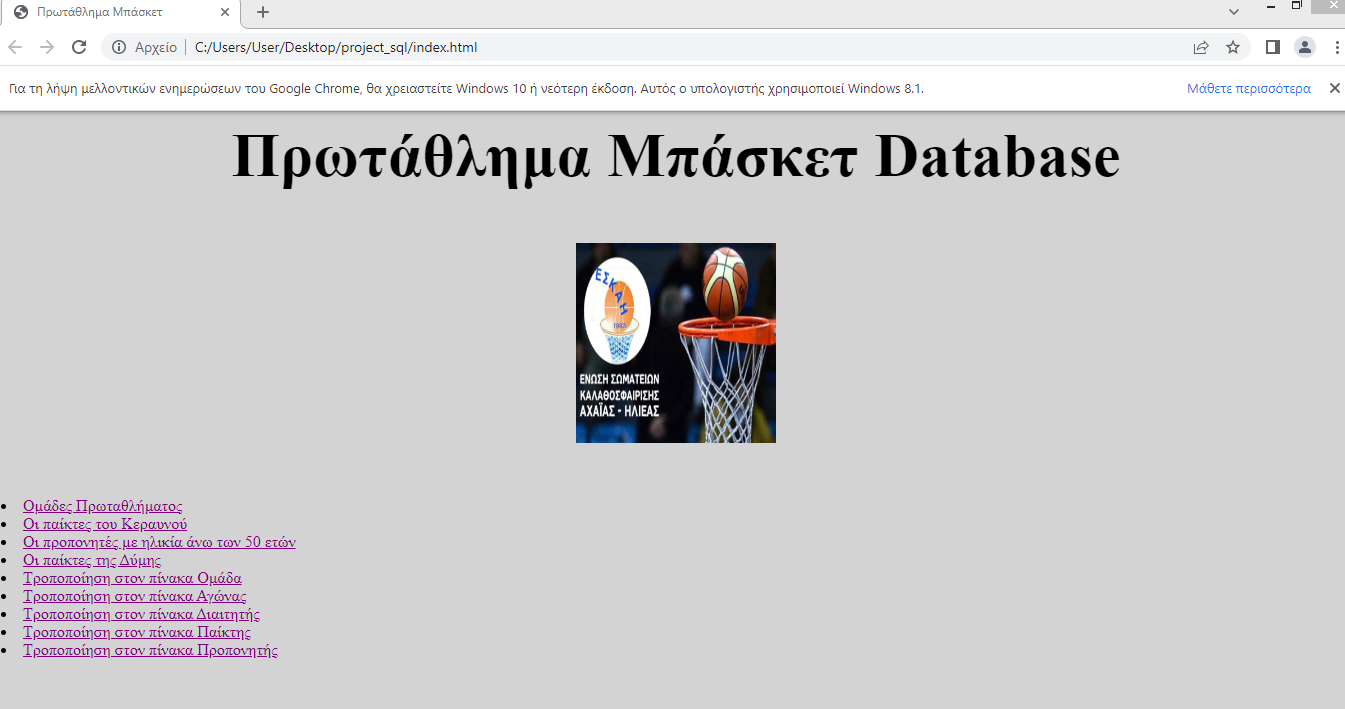 Πρωτάθλημα Μπάσκετ
Αρχείο | C:/Users/User/Desktop/project_sql/index.html
Για τη λήψη μελλοντικών ενημερώσεων του Google Chrome, θα χρειαστείτε Windows 10 ή νεότερη έκδοση. Αυτός ο υπολογιστής χρησιμοποιεί Windows 8.1. Μάθετε περισσότερα
Πρωτάθλημα Μπάσκετ Database
ΕΣΚΑΗ
1982
ΕΝΩΣΗ ΣΩΜΑΤΕΙΩΝ
ΚΑΛΑΘΟΣΦΑΙΡΙΣΗΣ
ΑΧΑΪΑΣ - ΗΛΙΕΑΣ
Ομάδες Πρωταθλήματος
Οι παίκτες του Κεραυνού
Οι προπονητές με ηλικία άνω των 50 ετών
Οι παίκτες της Δύμης
Τροποποίηση στον πίνακα Ομάδα
Τροποποίηση στον πίνακα Αγώνας
Τροποποίηση στον πίνακα Διαιτητής
Τροποποίηση στον πίνακα Παίκτης
Τροποποίηση στον πίνακα Προπονητής